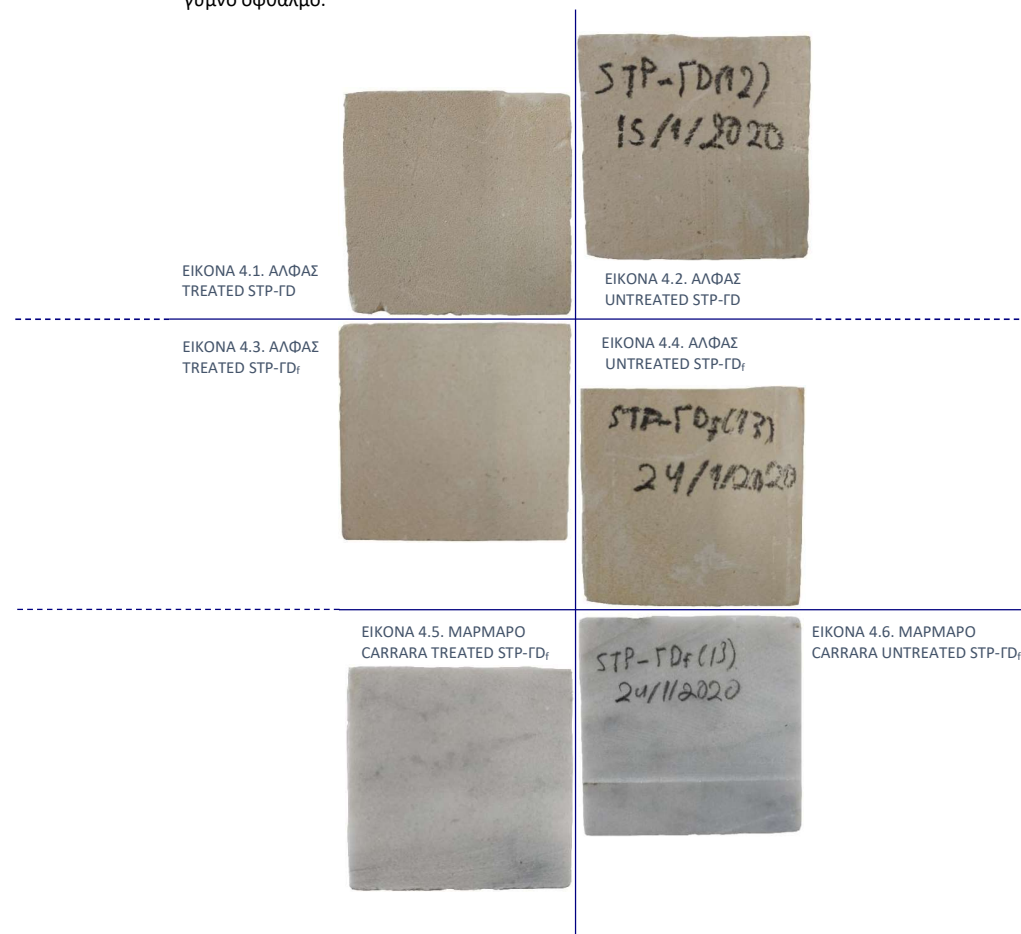 γυμνό οφθαλμό.
STP-ΓD(12)
15/1/2020
ΕΙΚΟΝΑ 4.1. ΑΛΦΑΣ
TREATED STP-ΓD
ΕΙΚΟΝΑ 4.2. ΑΛΦΑΣ
UNTREATED STP-ΓD
ΕΙΚΟΝΑ 4.3. ΑΛΦΑΣ
TREATED STP-ΓDf
ΕΙΚΟΝΑ 4.4. ΑΛΦΑΣ
UNTREATED STP-ΓDf
STP-ΓDf(13)
24/1/2020
ΕΙΚΟΝΑ 4.5. ΜΑΡΜΑΡΟ
CARRARA TREATED STP-ΓDf
STP-ΓDf(13)
24/1/2020
ΕΙΚΟΝΑ 4.6. ΜΑΡΜΑΡΟ
CARRARA UNTREATED STP-ΓDf